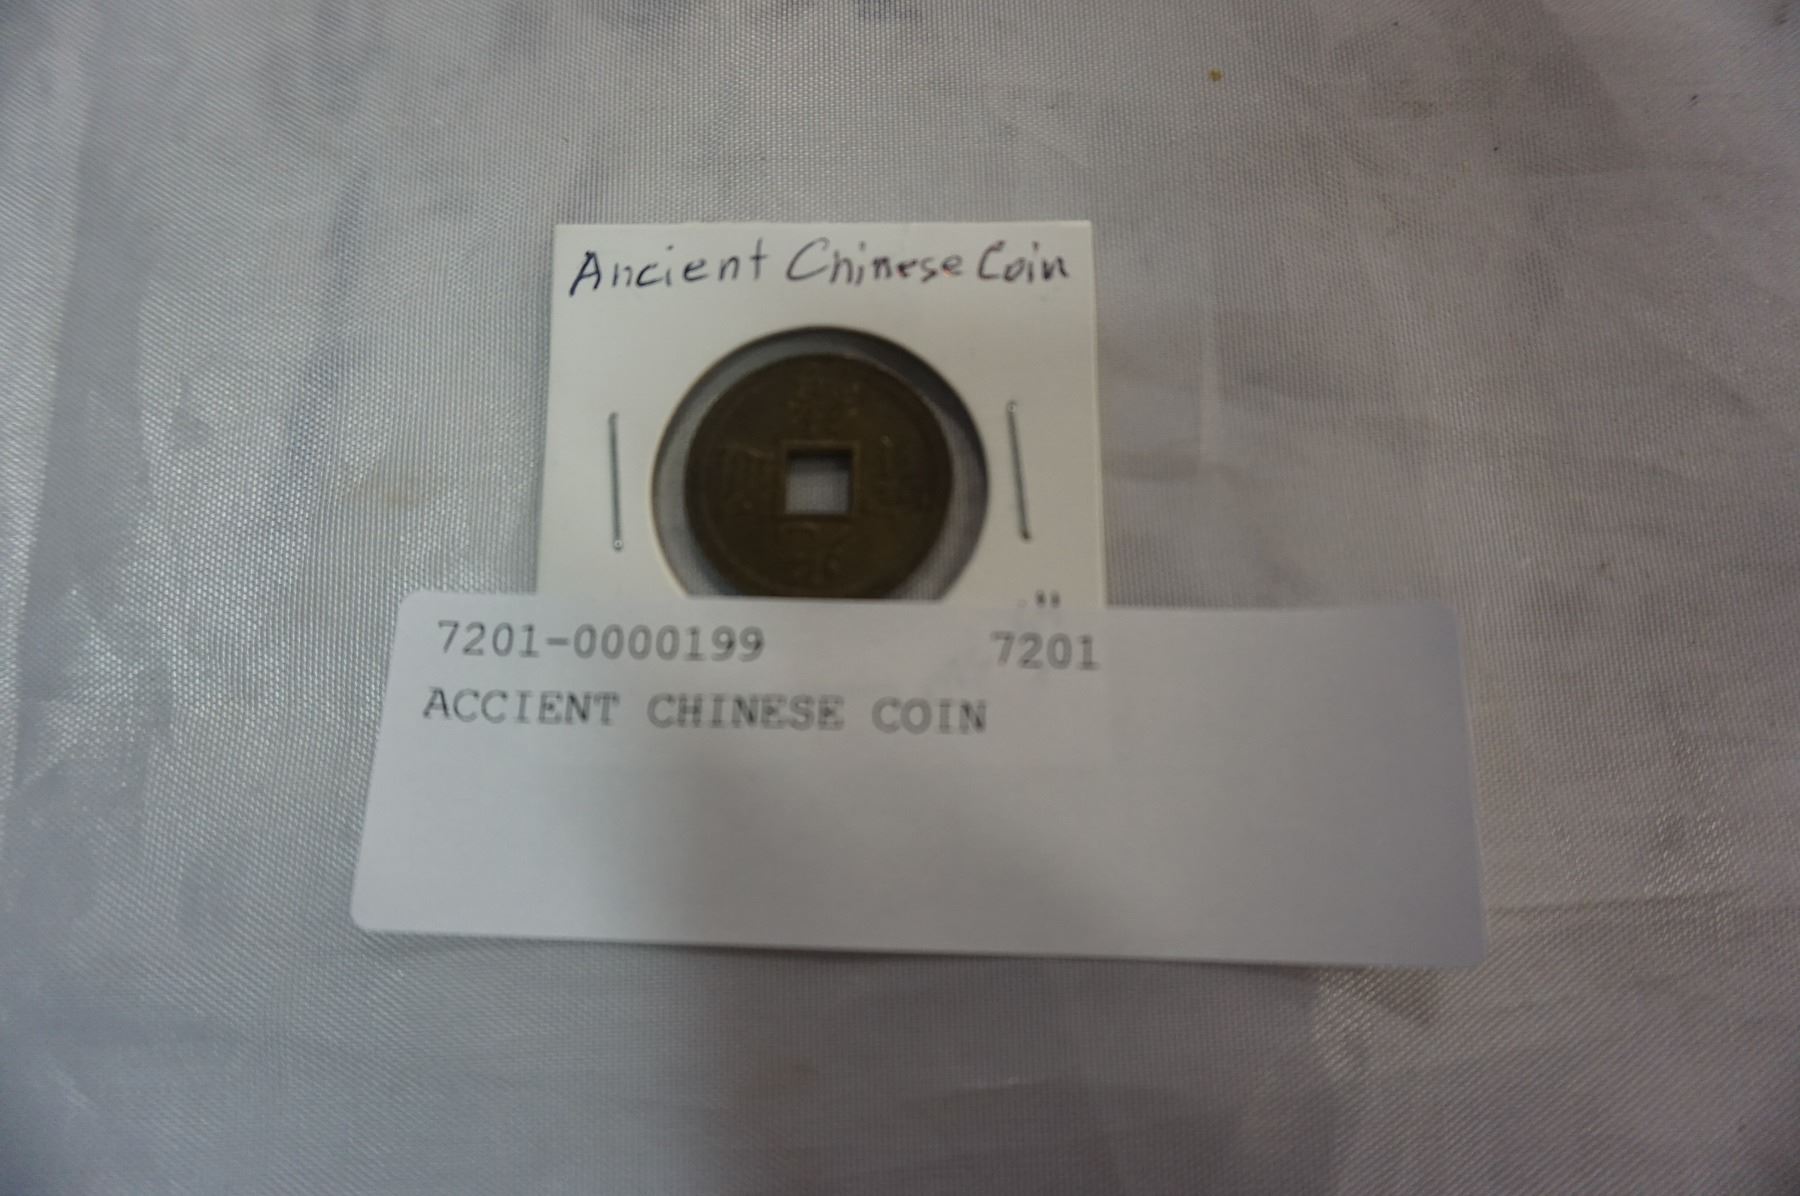 Ancient Chinese Coin
7201-0000199 7201
ACCIENT CHINESE COIN